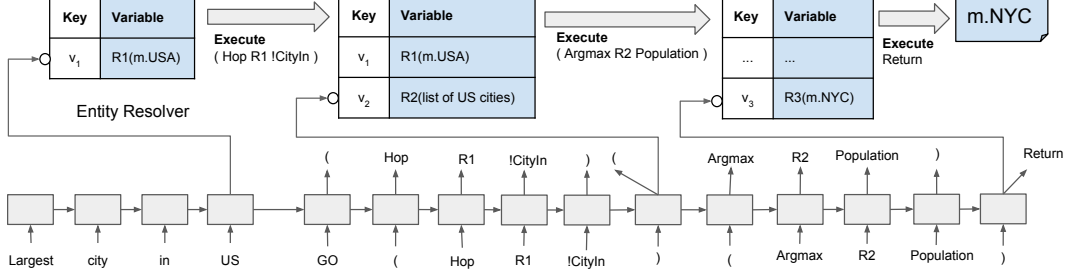 Key Variable
v1 R1(m.USA)
Execute
( Hop R1 !CityIn )
Key Variable
v1 R1(m.USA)
v2 R2(list of US cities)
Execute
( Argmax R2 Population )
Key Variable
... ...
v3 R3(m.NYC)
Execute
Return
m.NYC
Entity Resolver
( Hop R1 !CityIn ) ( Argmax R2 Population ) Return
Largest city in US GO ( Hop R1 !CityIn ) ( Argmax R2 Population )